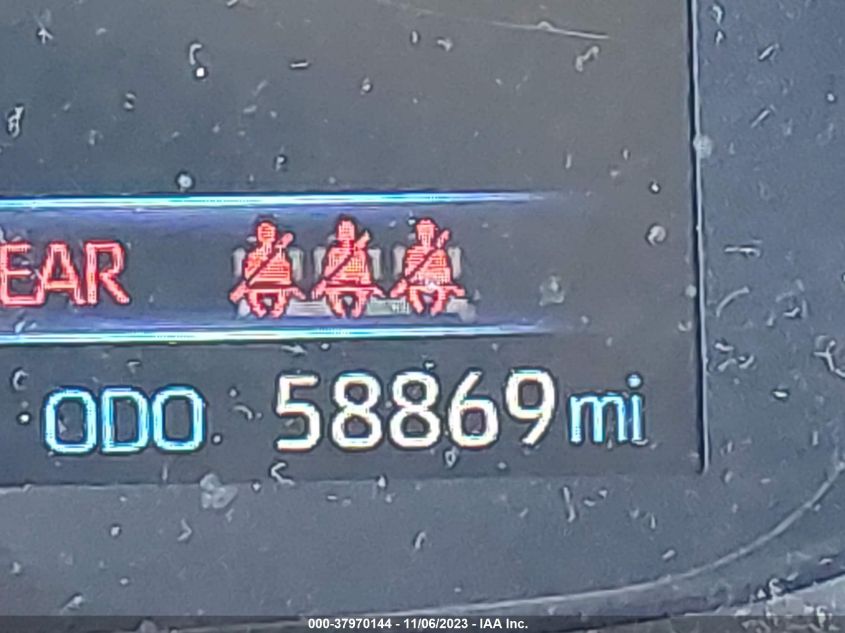 EAR
ODO 58869 mi
000-37970144 - 11/06/2023 - IAA Inc.